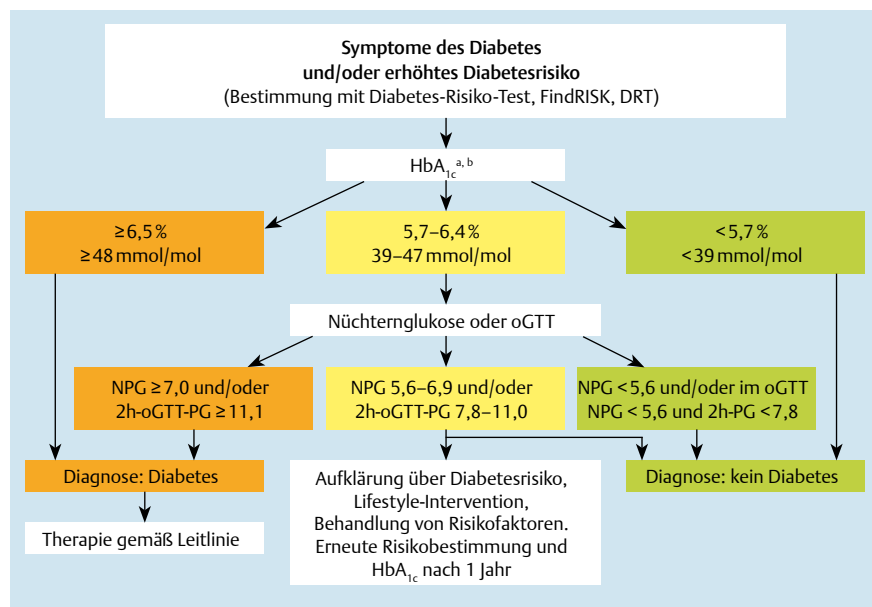 Symptome des Diabetes
und/oder erhöhtes Diabetesrisiko
(Bestimmung mit Diabetes-Risiko-Test, FindRISK, DRT)
HbA1c a, b
≥6,5 %
≥48 mmol/mol
5,7–6,4 %
39–47 mmol/mol
<5,7 %
<39 mmol/mol
Nüchternglukose oder oGTT
NPG ≥7,0 und/oder
2h-oGTT-PG ≥ 11,1
NPG 5,6–6,9 und/oder
2h-oGTT-PG 7,8–11,0
NPG <5,6 und/oder im oGTT
NPG < 5,6 und 2h-PG <7,8
Diagnose: Diabetes
Aufklärung über Diabetesrisiko,
Lifestyle-Intervention,
Behandlung von Risikofaktoren.
Erneute Risikobestimmung und
HbA1c nach 1 Jahr
Diagnose: kein Diabetes
Therapie gemäß Leitlinie